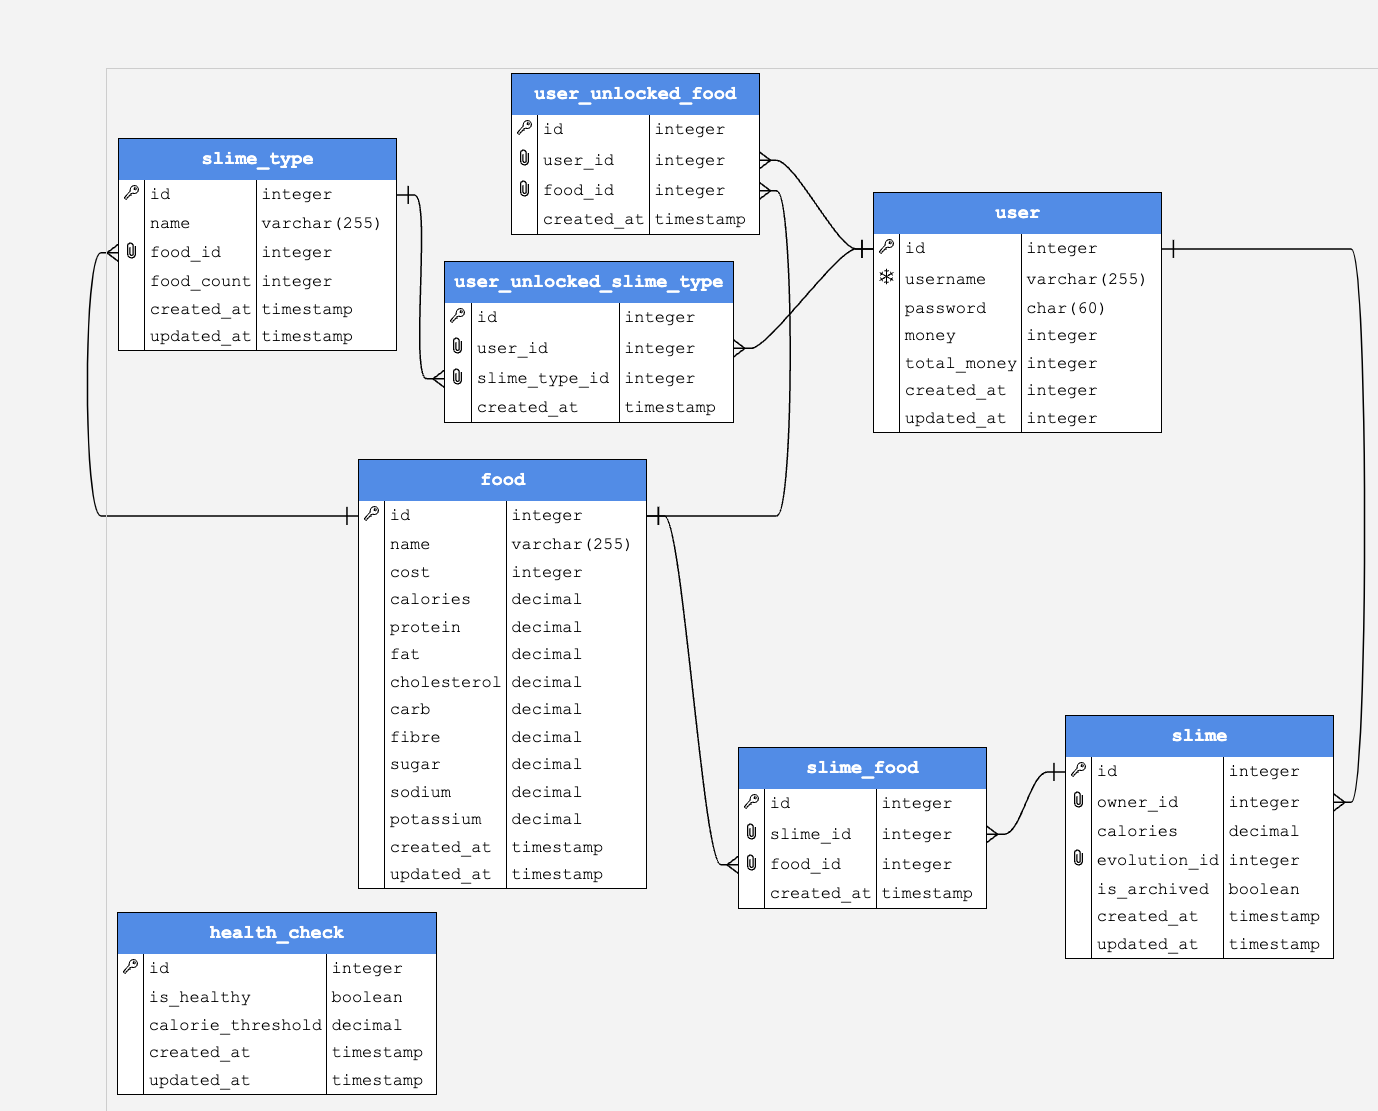 user_unlocked_food
id integer
user_id integer
food_id integer
created_at timestamp
slime_type
id integer
name varchar(255)
food_id integer
food_count integer
created_at timestamp
updated_at timestamp
user
id integer
username varchar(255)
password char(60)
money integer
total_money integer
created_at integer
updated_at integer
user_unlocked_slime_type
id integer
user_id integer
slime_type_id integer
created_at timestamp
food
id integer
name varchar(255)
cost integer
calories decimal
protein decimal
fat decimal
cholesterol decimal
carb decimal
fibre decimal
sugar decimal
sodium decimal
potassium decimal
created_at timestamp
updated_at timestamp
slime_food
id integer
slime_id integer
food_id integer
created_at timestamp
slime
id integer
owner_id integer
calories decimal
evolution_id integer
is_archived boolean
created_at timestamp
updated_at timestamp
health_check
id integer
is_healthy boolean
calorie_threshold decimal
created_at timestamp
updated_at timestamp